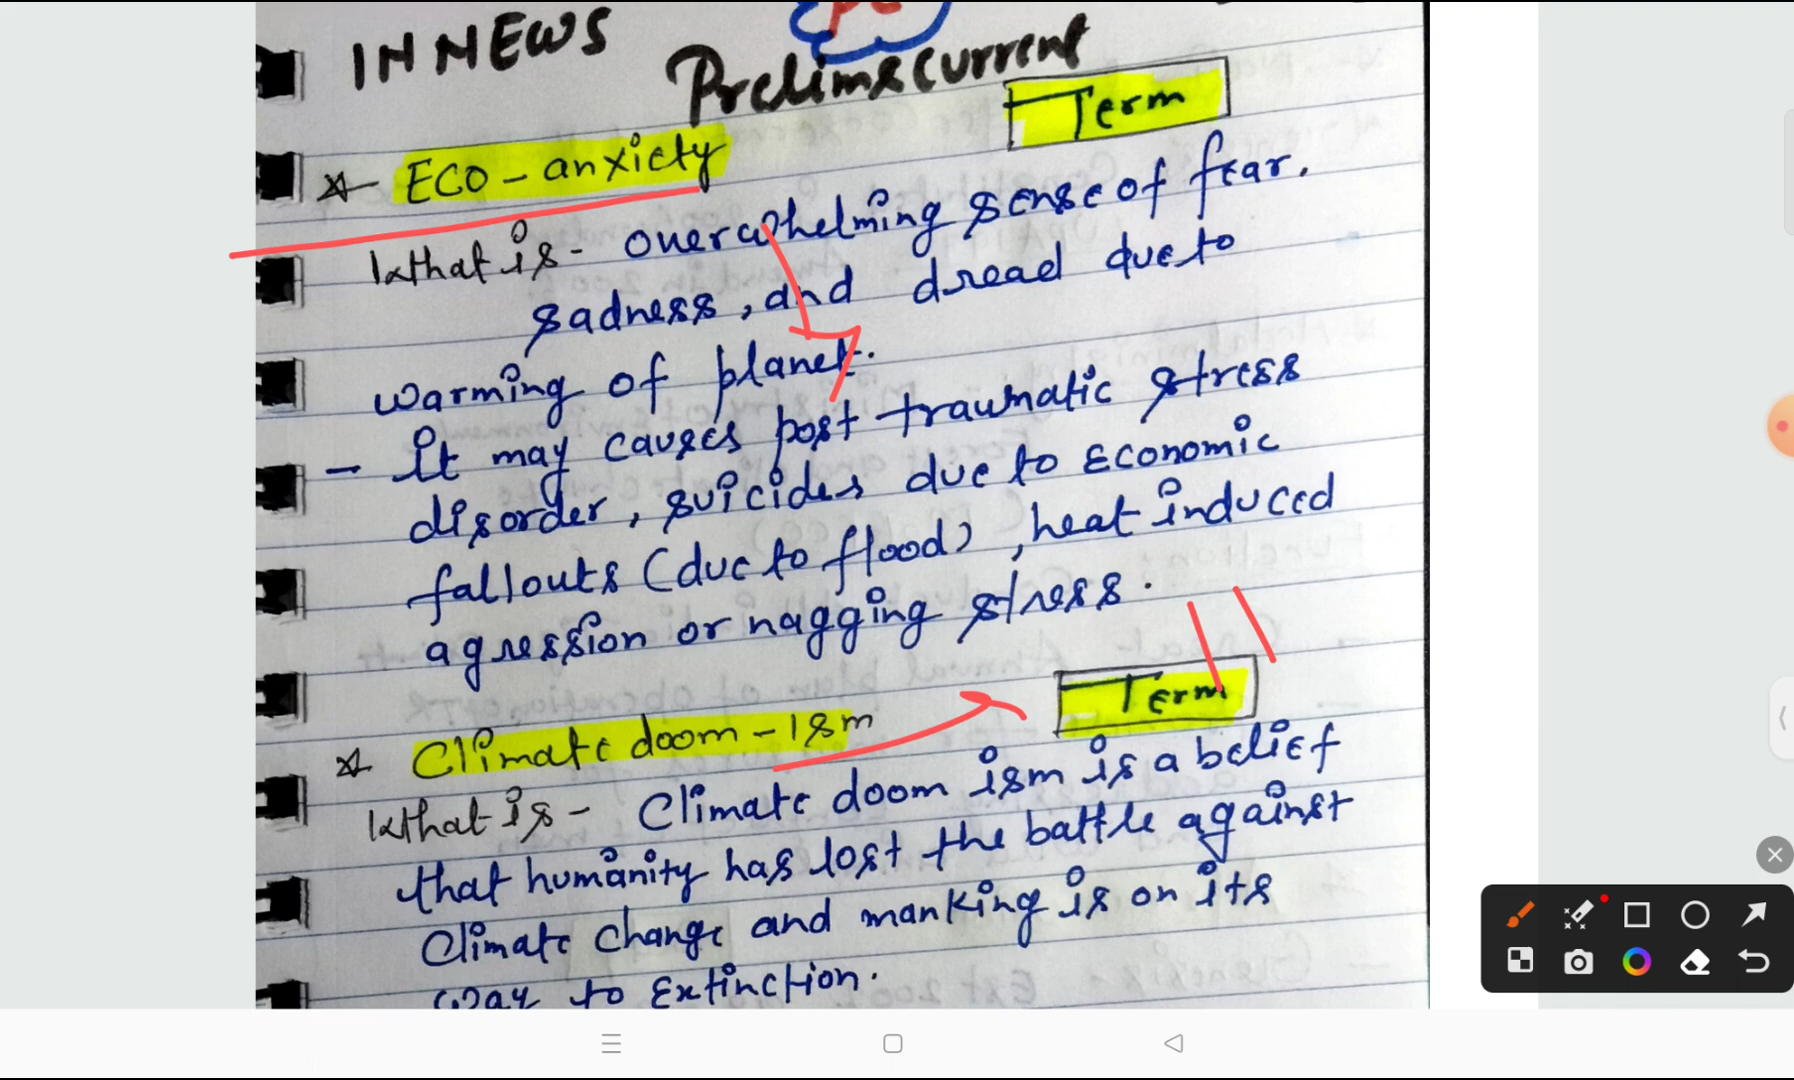 IN NEWS
Prelims current
Term
ECO-anxiety
What is- overwhelming sense of fear.
sadness, and dread due to
warming of planet.
- It may causes post traumatic stress
disorder, suicides due to Economic
fallouts (due to flood), heat induced
agression or nagging stress.
Term
Climate doom-ism
What is- Climate doom ism is a belief
that humanity has lost the battle against
Climate change and manking is on its
way to Extinction.